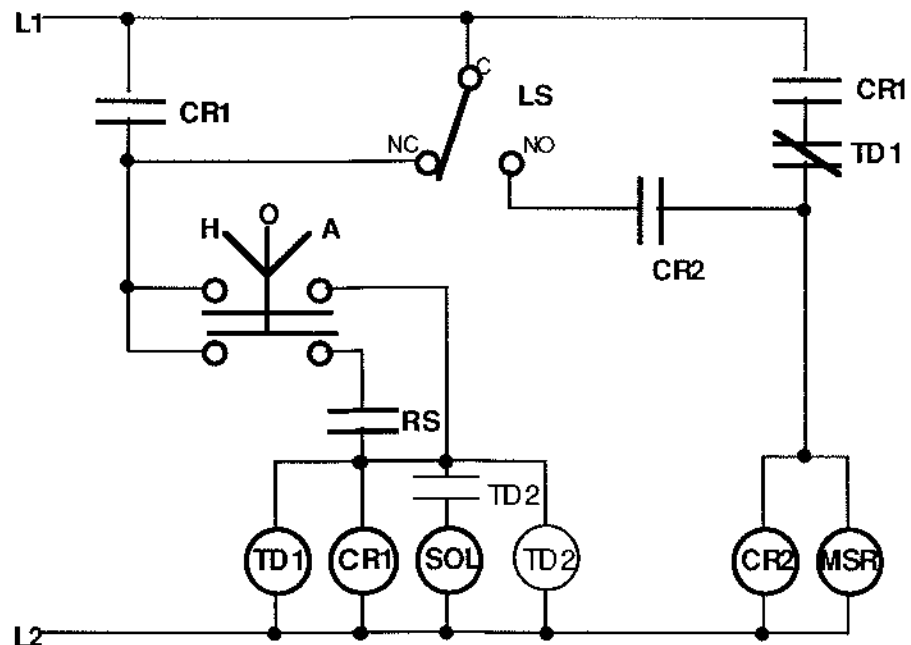 L1
C
LS
CR1
CR1
NC
NO
TD1
O
H
A
CR2
RS
TD2
TD1
CR1
SOL
TD2
CR2
MSR
L2